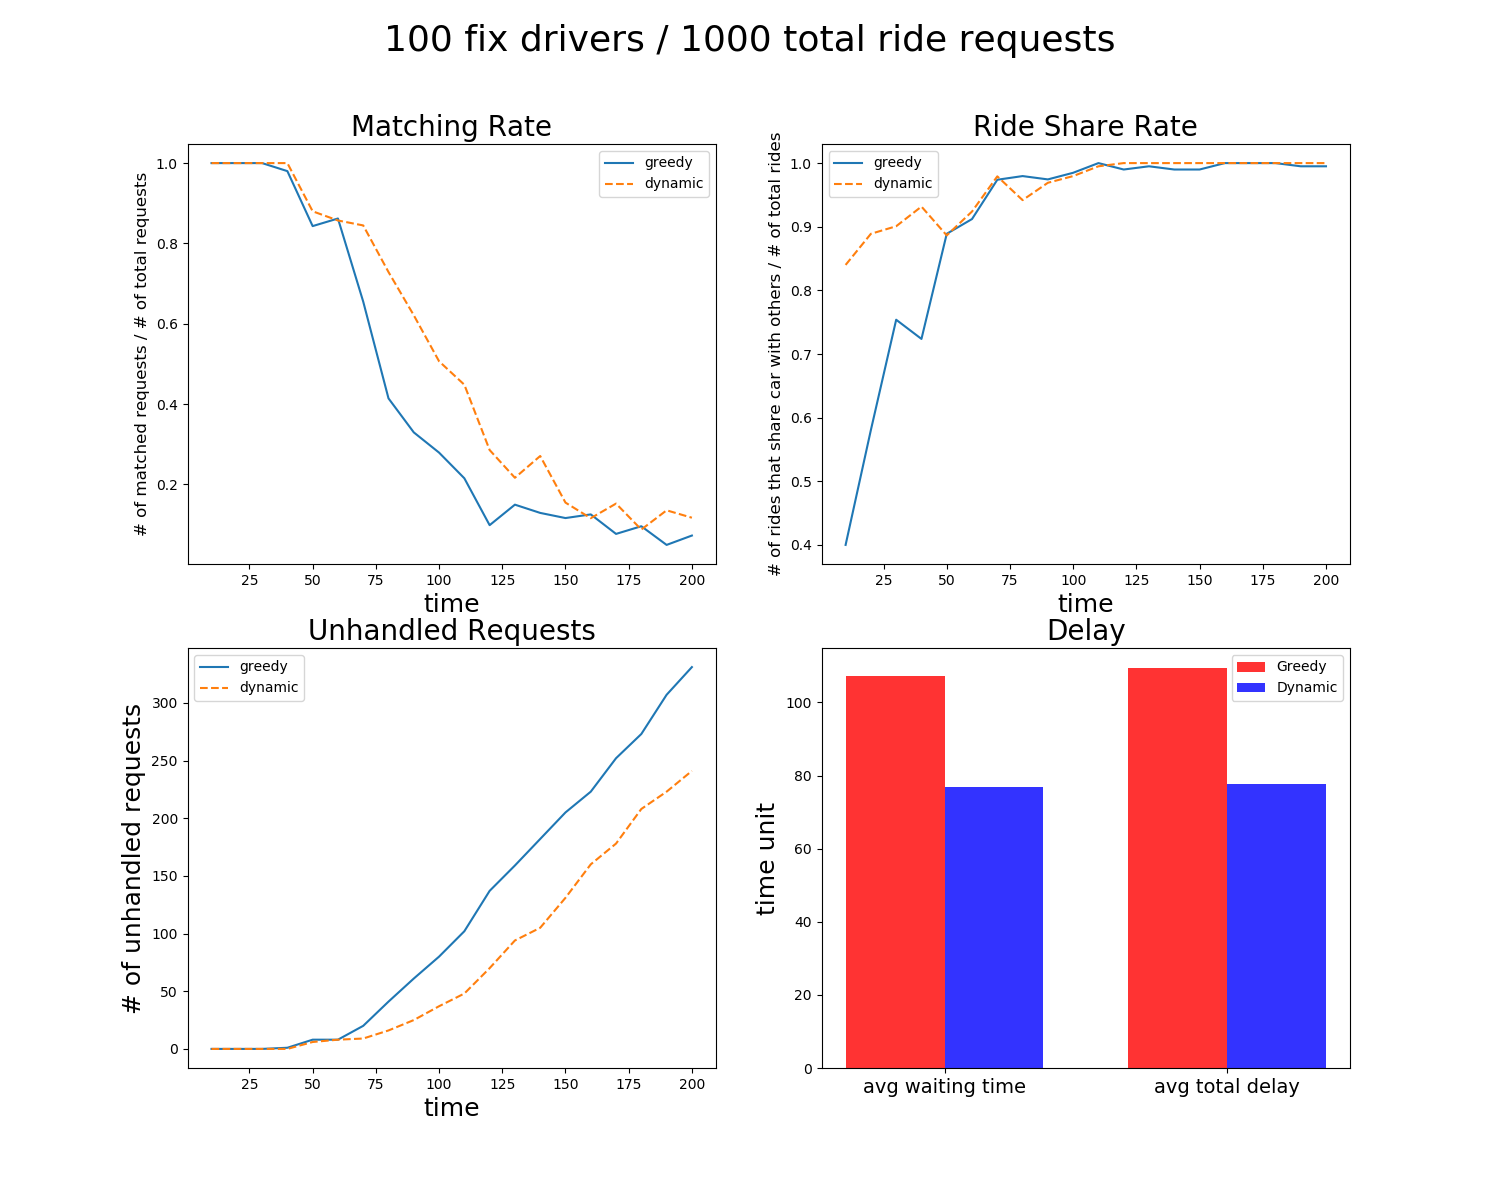 100 fix drivers / 1000 total ride requests
Matching Rate
# of matched requests / # of total requests
1.0
0.8
0.6
0.4
0.2
greedy
dynamic
25 50 75 100 125 150 175 200
time
Ride Share Rate
# of rides that share car with others / # of total rides
1.0
0.9
0.8
0.7
0.6
0.5
0.4
greedy
dynamic
25 50 75 100 125 150 175 200
time
Unhandled Requests
# of unhandled requests
300
250
200
150
100
50
0
greedy
dynamic
25 50 75 100 125 150 175 200
time
Delay
time unit
100
80
60
40
20
0
Greedy
Dynamic
avg waiting time avg total delay